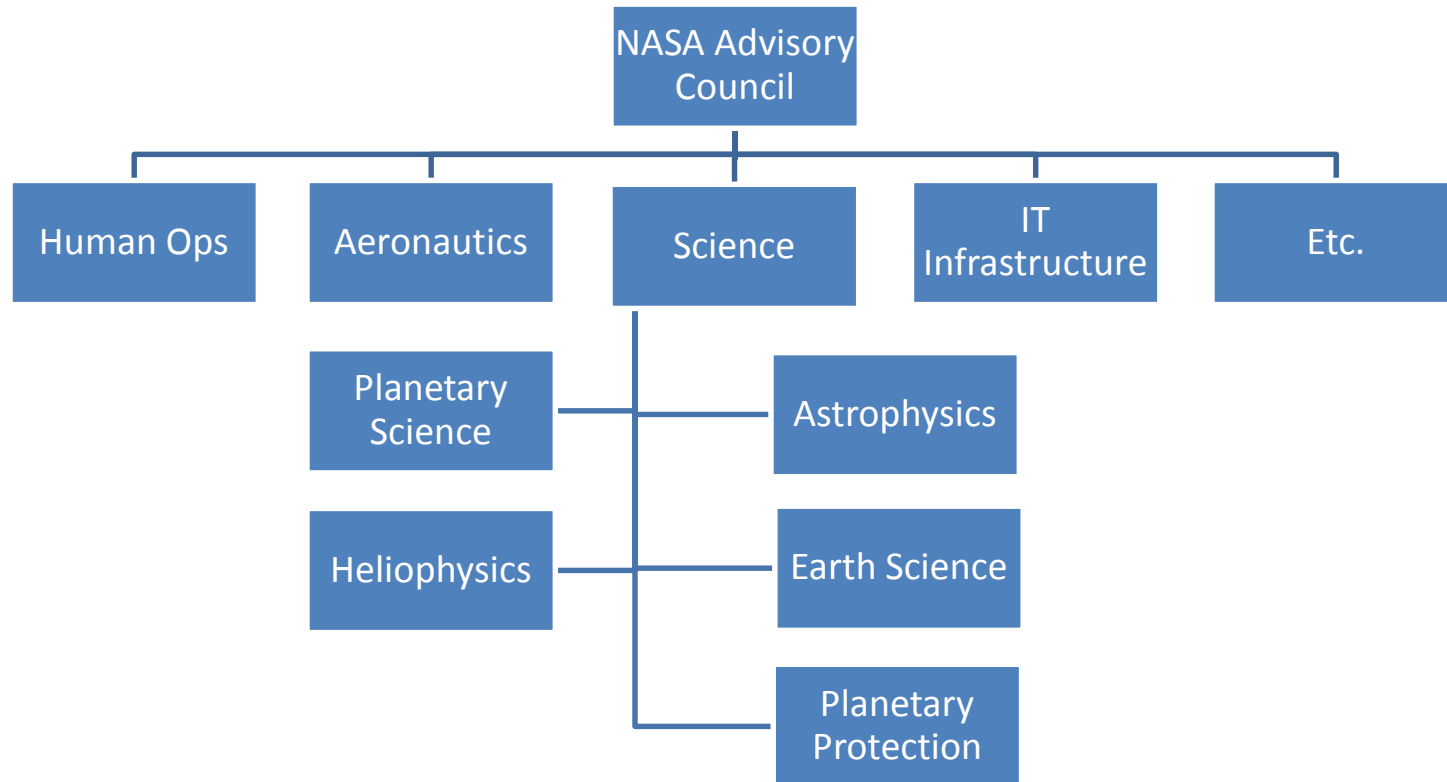 NASA Advisory
Council
Human Ops
Aeronautics
Science
IT
Infrastructure
Etc.
Planetary
Science
Astrophysics
Heliophysics
Earth Science
Planetary
Protection